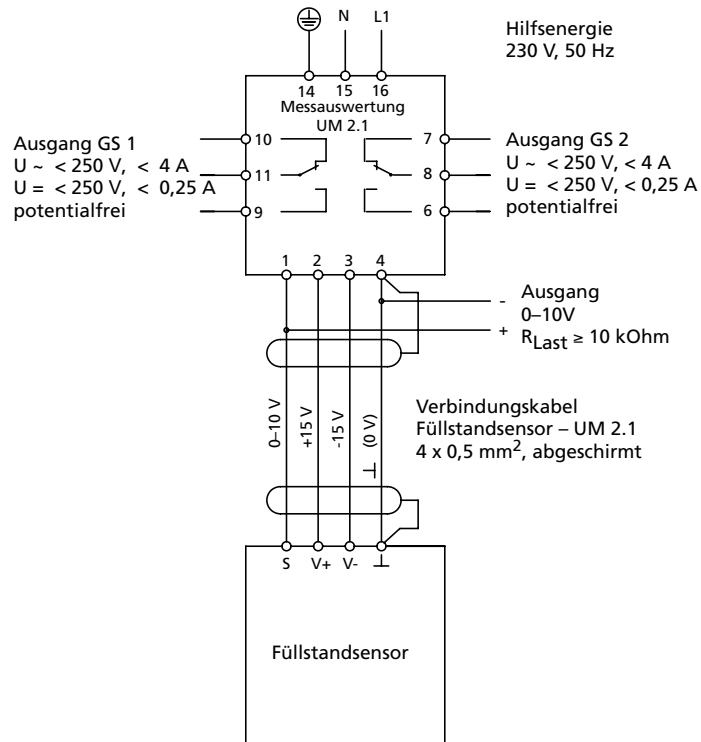 N L1
Hilfsenergie
230 V, 50 Hz
14 15 16
Messauswertung
UM 2.1
Ausgang GS 1
U ~ < 250 V, < 4 A
U = < 250 V, < 0,25 A
potentialfrei
10
11
9
7
8
6
Ausgang GS 2
U ~ < 250 V, < 4 A
U = < 250 V, < 0,25 A
potentialfrei
1 2 3 4
- Ausgang
0–10V
+ RLast ≥ 10 kOhm
0–10 V
+15 V
-15 V
(0 V)
Verbindungskabel
Füllstandsensor – UM 2.1
4 x 0,5 mm², abgeschirmt
S V+ V- ⊥
Füllstandsensor